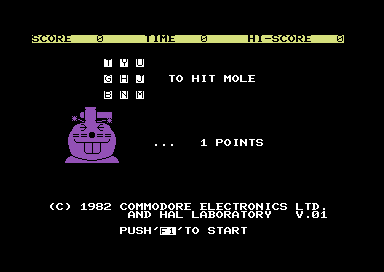 SCORE 0 TIME 0 HI-SCORE 0
T Y U
G H J TO HIT MOLE
B N M
... 1 POINTS
(C) 1982 COMMODORE ELECTRONICS LTD.
AND HAL LABORATORY V.01
PUSH'F1'TO START